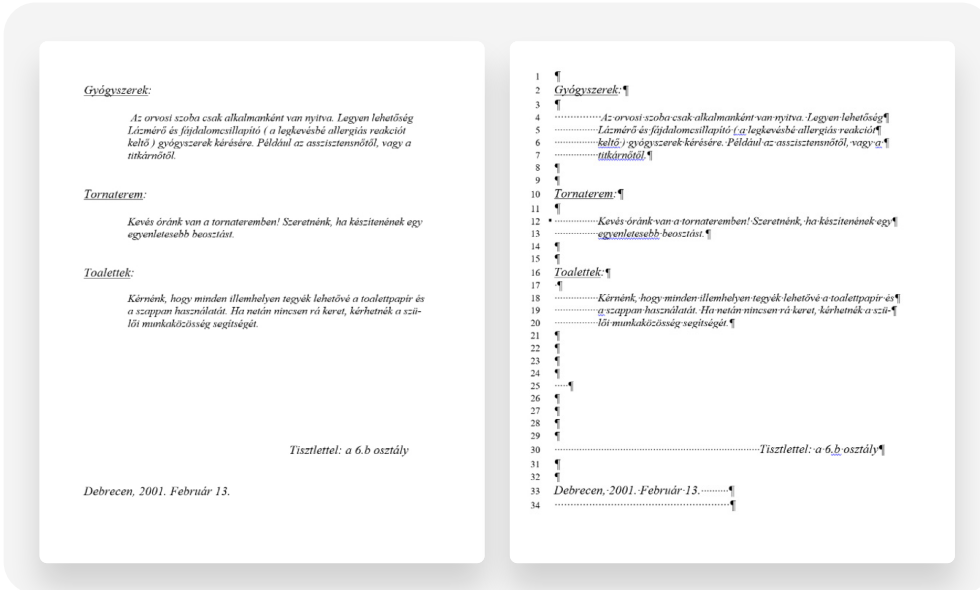 Gyógyszerek:
Az orvosi szoba csak alkalmanként van nyitva. Legyen lehetőség
Lázmérő és fájdalomcsillapító ( a legkevésbé allergiás reakciót
keltő ) gyógyszerek kérésére. Például az asszisztensnőtől, vagy a
titkárnőtől.
Tornaterem:
Kevés óránk van a tornateremben! Szeretnénk, ha készítenének egy
egyenletesebb beosztást.
Toalettek:
Kérnénk, hogy minden illemhelyen tegyék lehetővé a toalettpapír és
a szappan használatát. Ha netán nincsen rá keret, kérhetnék a szü-
lői munkaközösség segítségét.
Tisztlettel: a 6.b osztály
Debrecen, 2001. Február 13.
1 ¶
2 Gyógyszerek:¶
3 ¶
4 ··············Az·orvosi·szoba·csak·alkalmanként·van·nyitva.·Legyen·lehetőség¶
5 ··············Lázmérő·és·fájdalomcsillapító·(·a·legkevésbé·allergiás·reakciót¶
6 ··············keltő·)·gyógyszerek·kérésére.·Például·az·asszisztensnőtől,·vagy·a·¶
7 ··············titkárnőtől.¶
8 ¶
9 ¶
10 Tornaterem:¶
11 ¶
12 •··············Kevés·óránk·van·a·tornateremben!·Szeretnénk,·ha·készítenének·egy¶
13 ··············egyenletesebb·beosztást.¶
14 ¶
15 ¶
16 Toalettek:¶
17 ·¶
18 ··············Kérnénk,·hogy·minden·illemhelyen·tegyék·lehetővé·a·toalettpapír·és¶
19 ··············a·szappan·használatát.·Ha·netán·nincsen·rá·keret,·kérhetnék·a·szü-¶
20 ··············lői·munkaközösség·segítségét.¶
21 ¶
22 ¶
23 ¶
24 ¶
25 ·····¶
26 ¶
27 ¶
28 ¶
29 ¶
30 ··············Tisztlettel:·a·6.b·osztály¶
31 ¶
32 ¶
33 Debrecen,·2001.·Február·13.·········¶
34 ··············¶